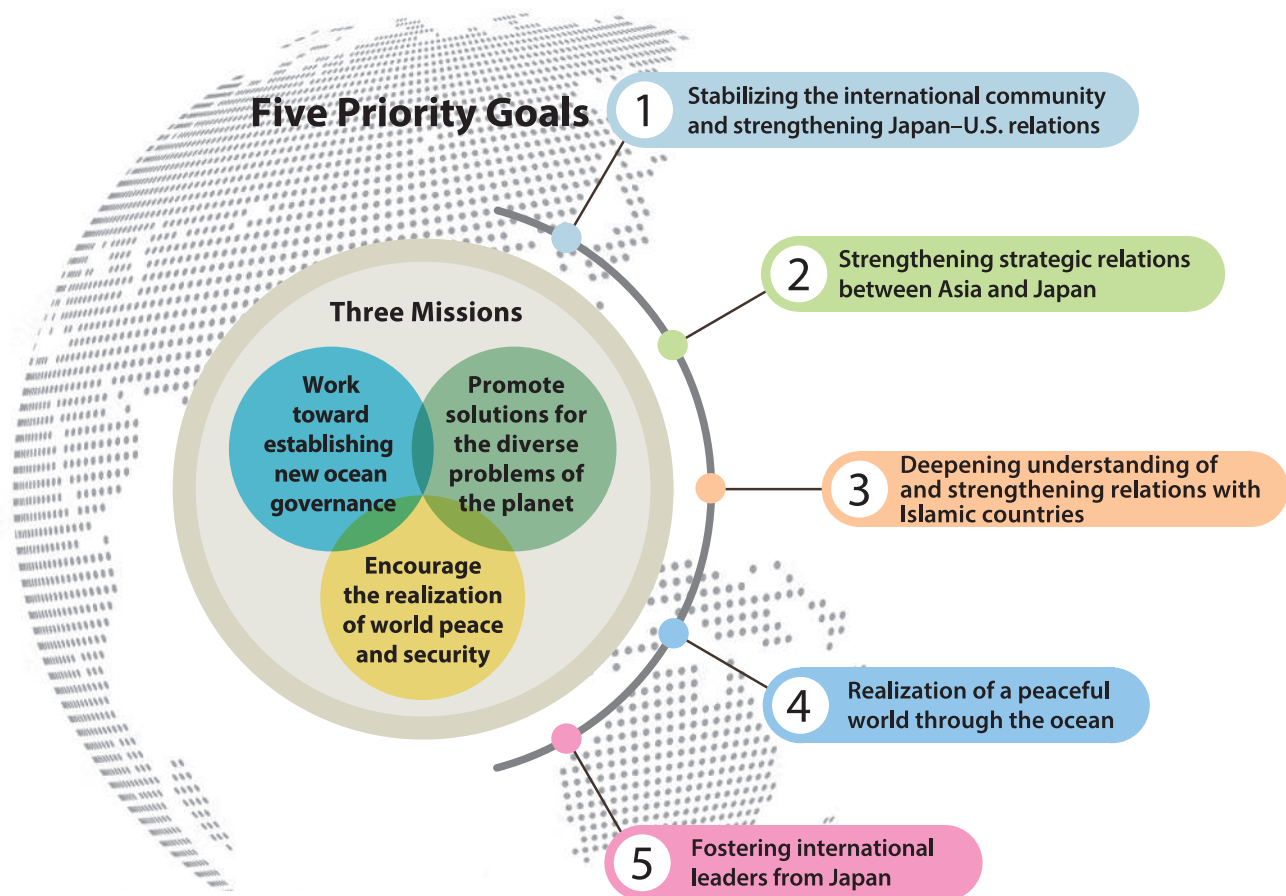 Five Priority Goals
1
Stabilizing the international community
and strengthening Japan–U.S. relations
2
Strengthening strategic relations
between Asia and Japan
3
Deepening understanding of
and strengthening relations with
Islamic countries
4
Realization of a peaceful
world through the ocean
5
Fostering international
leaders from Japan
Three Missions
Work
toward
establishing
new ocean
governance
Promote
solutions for
the diverse
problems of
the planet
Encourage
the realization
of world peace
and security